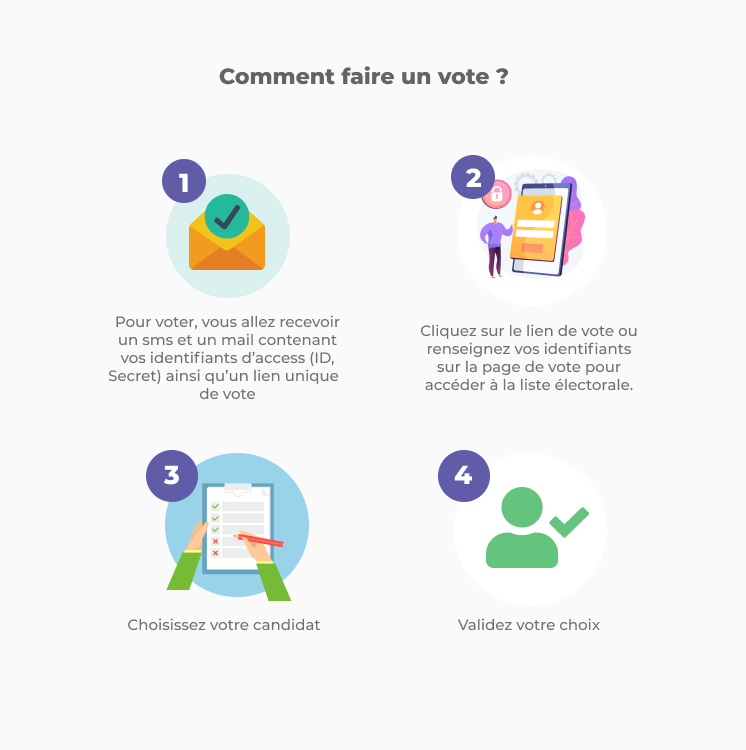 Comment faire un vote ?
1
Pour voter, vous allez recevoir
un sms et un mail contenant
vos identifiants d'access (ID,
Secret) ainsi qu'un lien unique
de vote
2
Cliquez sur le lien de vote ou
renseignez vos identifiants
sur la page de vote pour
accéder à la liste électorale.
3
Choisissez votre candidat
4
Validez votre choix